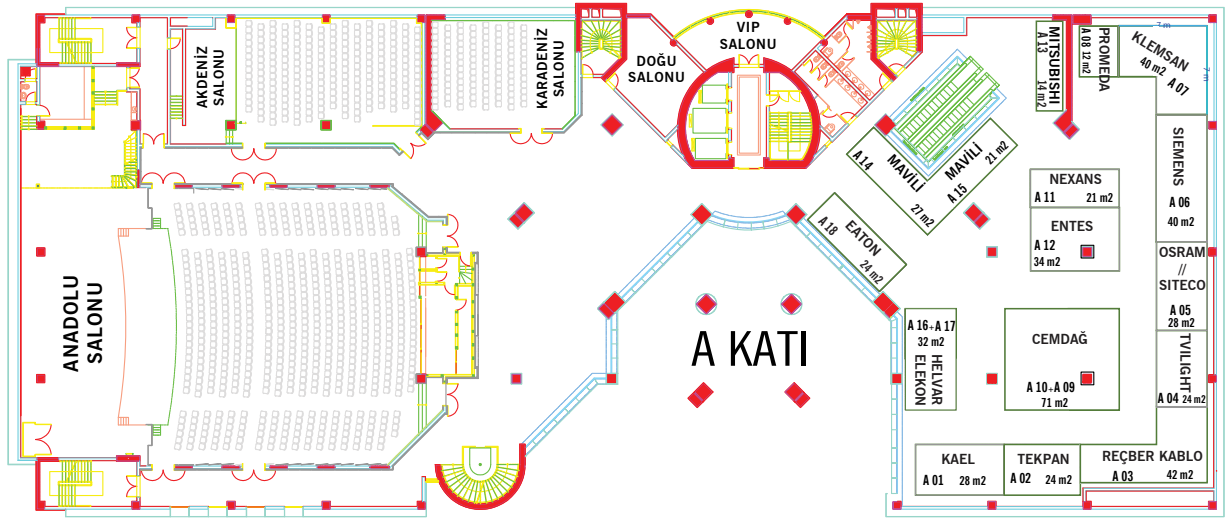 AKDENİZ
SALONU
KARADENİZ
SALONU
DOĞU
SALONU
VIP
SALONU
MITSUBISHI
A 13
14 m2
PROMEDA
A 08 12 m2
KLEMSAN
40 m2 A 07
7 m
7 m
SIEMENS
A 06
40 m2
A 14
MAVİLİ
27 m2
MAVİLİ
A 15
21 m2
NEXANS
A 11 21 m2
ENTES
A 12
34 m2
A 18
EATON
24 m2
OSRAM
//
SITECO
A 05
28 m2
ANADOLU
SALONU
A KATI
A 16+A 17
32 m2
HELVAR
ELEKON
CEMDAĞ
A 10+A 09
71 m2
TVILIGHT
A 04 24 m2
KAEL
A 01 28 m2
TEKPAN
A 02 24 m2
REÇBER KABLO
A 03 42 m2